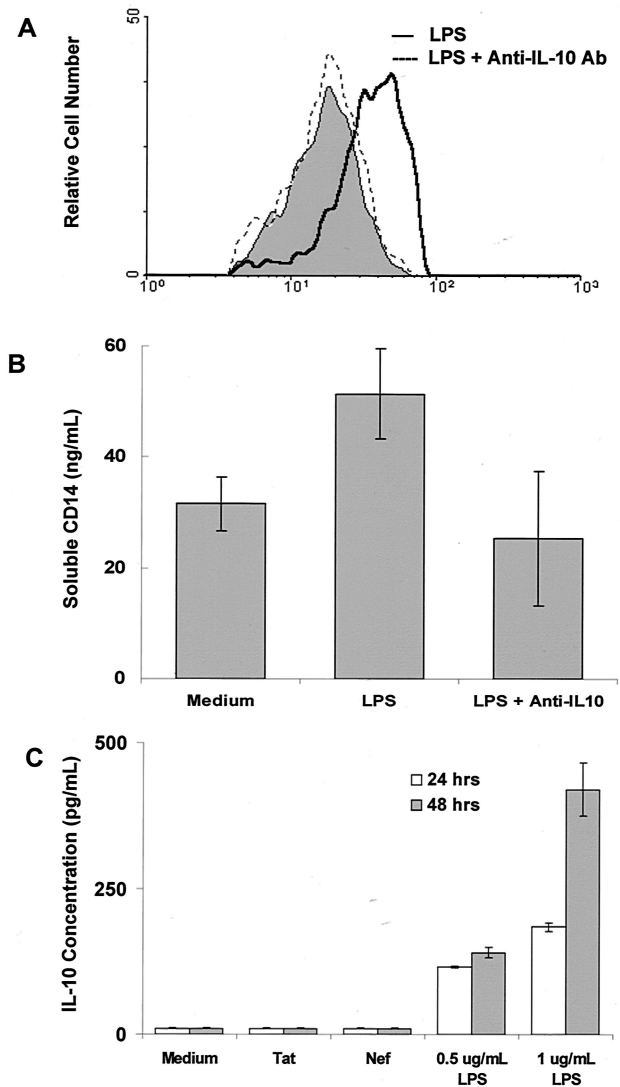 A
50
LPS
LPS + Anti-IL-10 Ab
Relative Cell Number
0
10⁰
10¹
10²
10³
B
60
40
20
0
Soluble CD14 (ng/mL)
Medium
LPS
LPS + Anti-IL10
C
500
250
0
IL-10 Concentration (pg/mL)
24 hrs
48 hrs
Medium
Tat
Nef
0.5 ug/mL
LPS
1 ug/mL
LPS